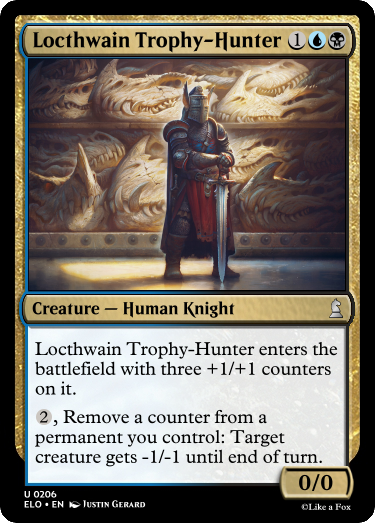 Locthwain Trophy-Hunter 1
Creature — Human Knight
Locthwain Trophy-Hunter enters the
battlefield with three +1/+1 counters
on it.
2, Remove a counter from a
permanent you control: Target
creature gets -1/-1 until end of turn.
0/0
U 0206
ELO • EN Justin Gerard
©Like a Fox